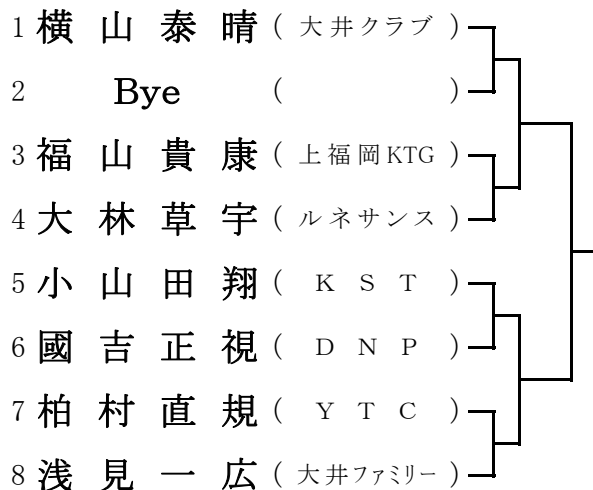 1 横山泰晴 (大井クラブ)
2 Bye ( )
3 福山貴康 (上福岡KTG)
4 大林草宇 (ルネサンス)
5 小山田翔 (KST)
6 國吉正視 (DNP)
7 柏村直規 (YTC)
8 浅見一広 (大井ファミリー)